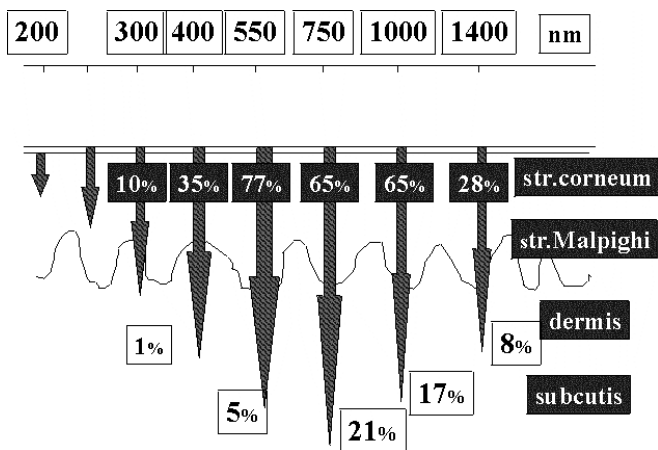 200 300 400 550 750 1000 1400 nm
10% 35% 77% 65% 65% 28% str.corneum
str.Malpighi
dermis
1% 8%
subcutis
17%
5%
21%